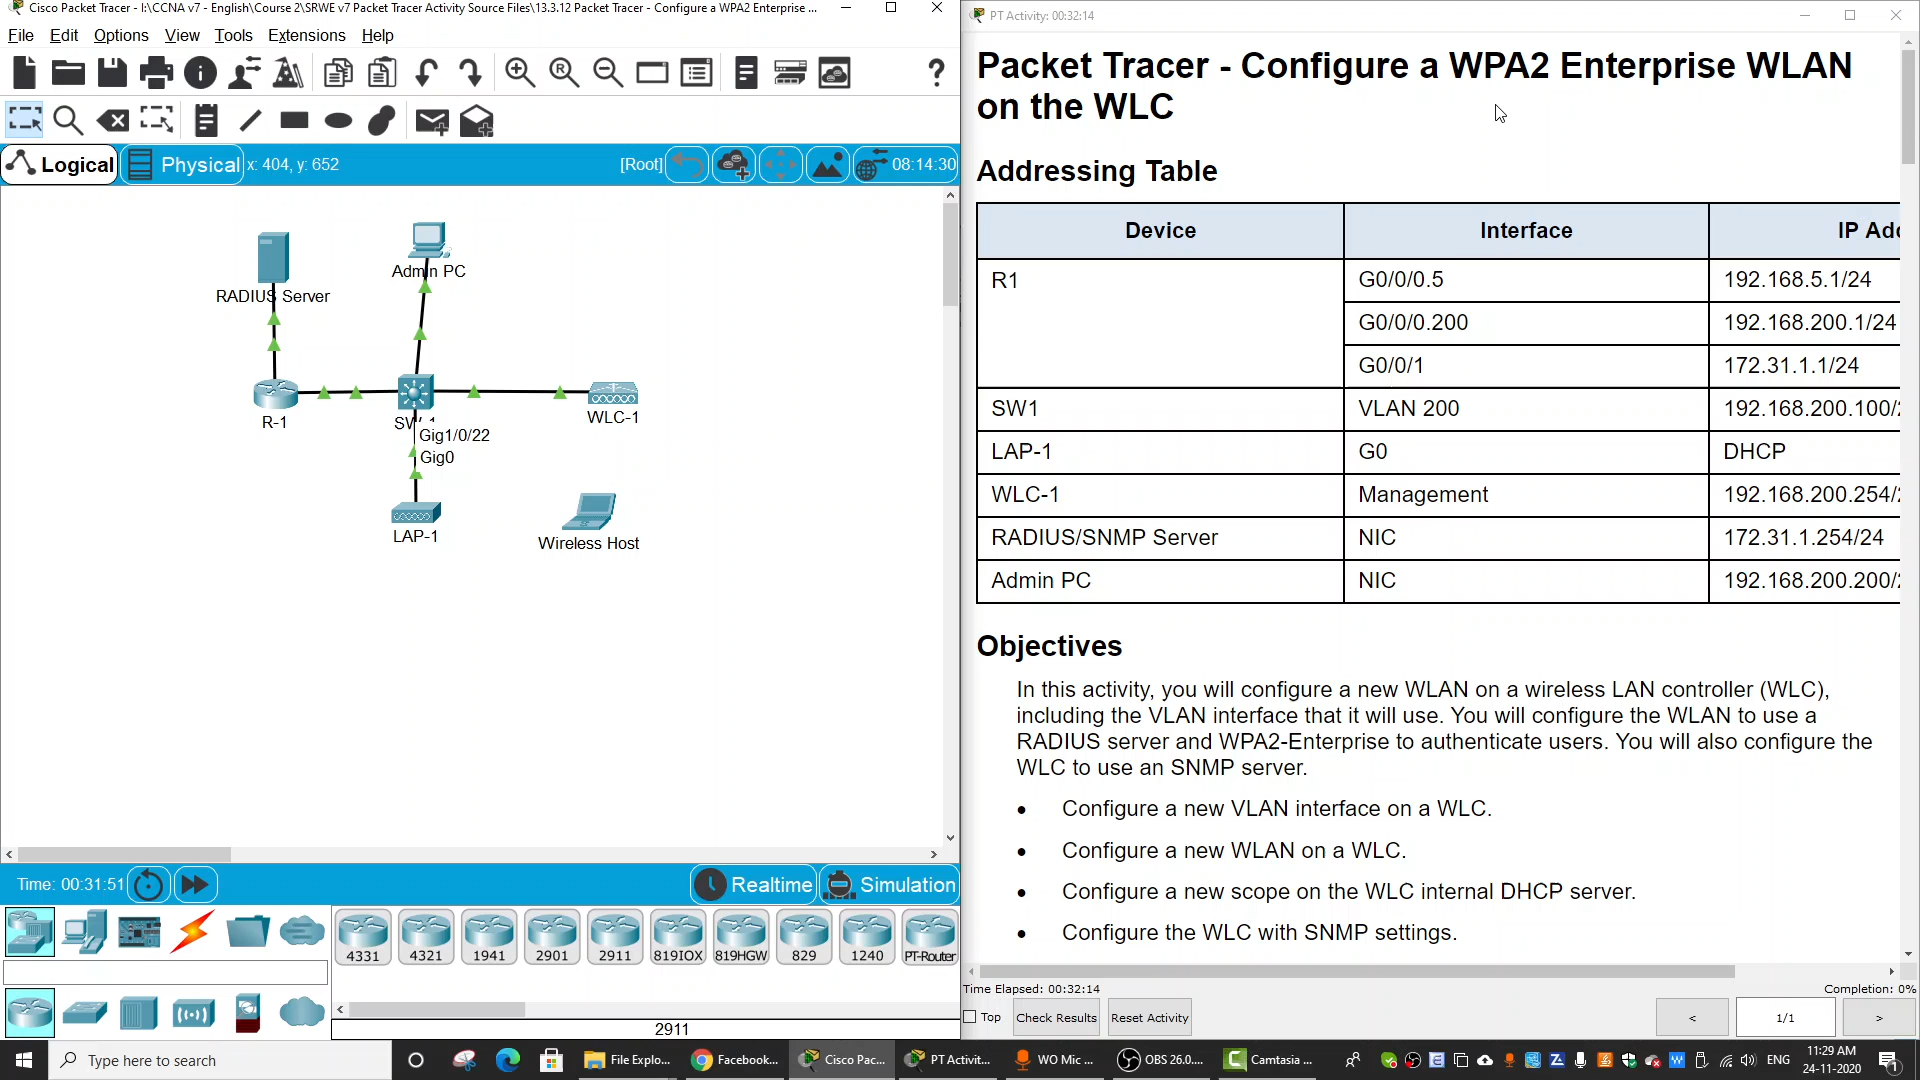 Cisco Packet Tracer - I:\CCNA v7 - English\Course 2\SRWE v7 Packet Tracer Activity Source Files\13.3.12 Packet Tracer - Configure a WPA2 Enterprise ...
File Edit Options View Tools Extensions Help
Logical Physical x: 404, y: 652 [Root] 08:14:30
RADIUS Server
Admin PC
R-1
WLC-1
Gig1/0/22
Gig0
LAP-1
Wireless Host
Time: 00:31:51 Realtime Simulation
4331 4321 1941 2901 2911 819IOX 819HGW 829 1240 PT-Router
2911
PT Activity: 00:32:14
Packet Tracer - Configure a WPA2 Enterprise WLAN
on the WLC
Addressing Table
Device Interface
R1 G0/0/0.5 192.168.5.1/24
G0/0/0.200 192.168.200.1/24
G0/0/1 172.31.1.1/24
SW1 VLAN 200 192.168.200.100/
LAP-1 G0 DHCP
WLC-1 Management 192.168.200.254/
RADIUS/SNMP Server NIC 172.31.1.254/24
Admin PC NIC 192.168.200.200/
Objectives
In this activity, you will configure a new WLAN on a wireless LAN controller (WLC),
including the VLAN interface that it will use. You will configure the WLAN to use a
RADIUS server and WPA2-Enterprise to authenticate users. You will also configure the
WLC to use an SNMP server.
• Configure a new VLAN interface on a WLC.
• Configure a new WLAN on a WLC.
• Configure a new scope on the WLC internal DHCP server.
• Configure the WLC with SNMP settings.
Time Elapsed: 00:32:14 Completion: 0%
Top Check Results Reset Activity < 1/1 >
Type here to search File Explo... Facebook... Cisco Pac... PT Activit... WO Mic ... OBS 26.0.... Camtasia ... ENG 11:29 AM
24-11-2020